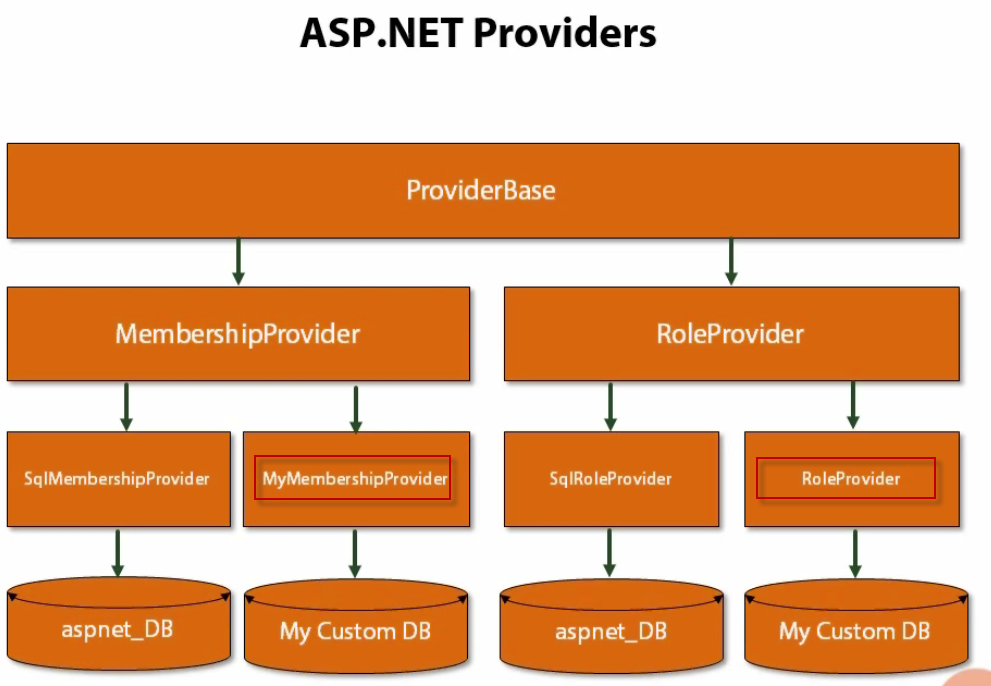 ASP.NET Providers
ProviderBase
MembershipProvider
RoleProvider
SqlMembershipProvider
MyMembershipProvider
SqlRoleProvider
RoleProvider
aspnet_DB
My Custom DB
aspnet_DB
My Custom DB